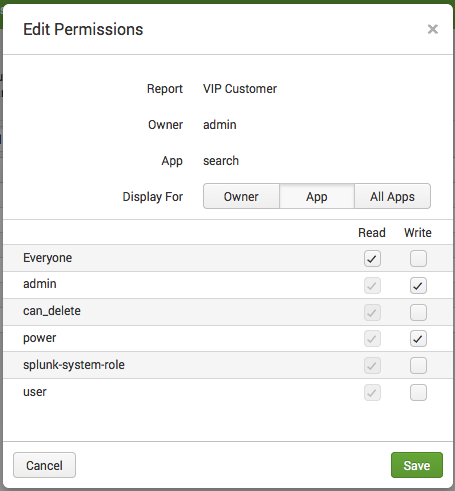 Edit Permissions
Report VIP Customer
Owner admin
App search
Display For Owner App All Apps
Read Write
Everyone
admin
can_delete
power
splunk-system-role
user
Cancel Save